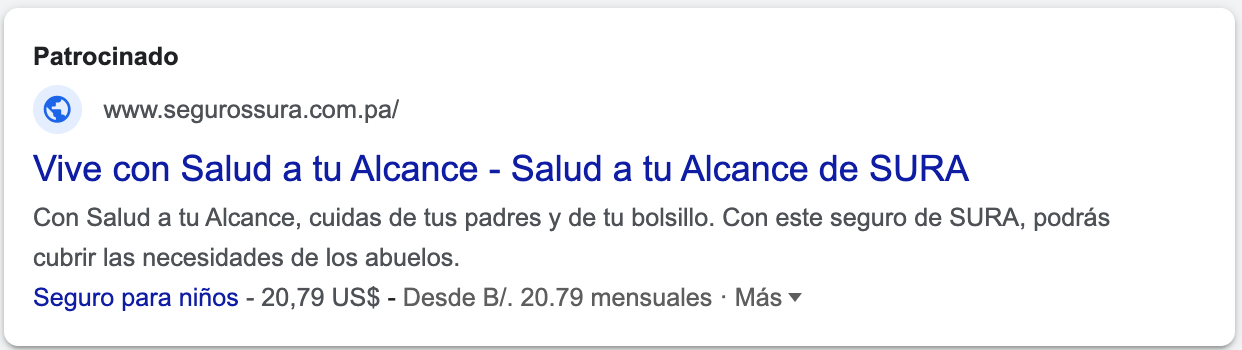 Patrocinado
www.segurossura.com.pa/
Vive con Salud a tu Alcance - Salud a tu Alcance de SURA
Con Salud a tu Alcance, cuidas de tus padres y de tu bolsillo. Con este seguro de SURA, podrás
cubrir las necesidades de los abuelos.
Seguro para niños - 20,79 US$ - Desde B/. 20.79 mensuales · Más